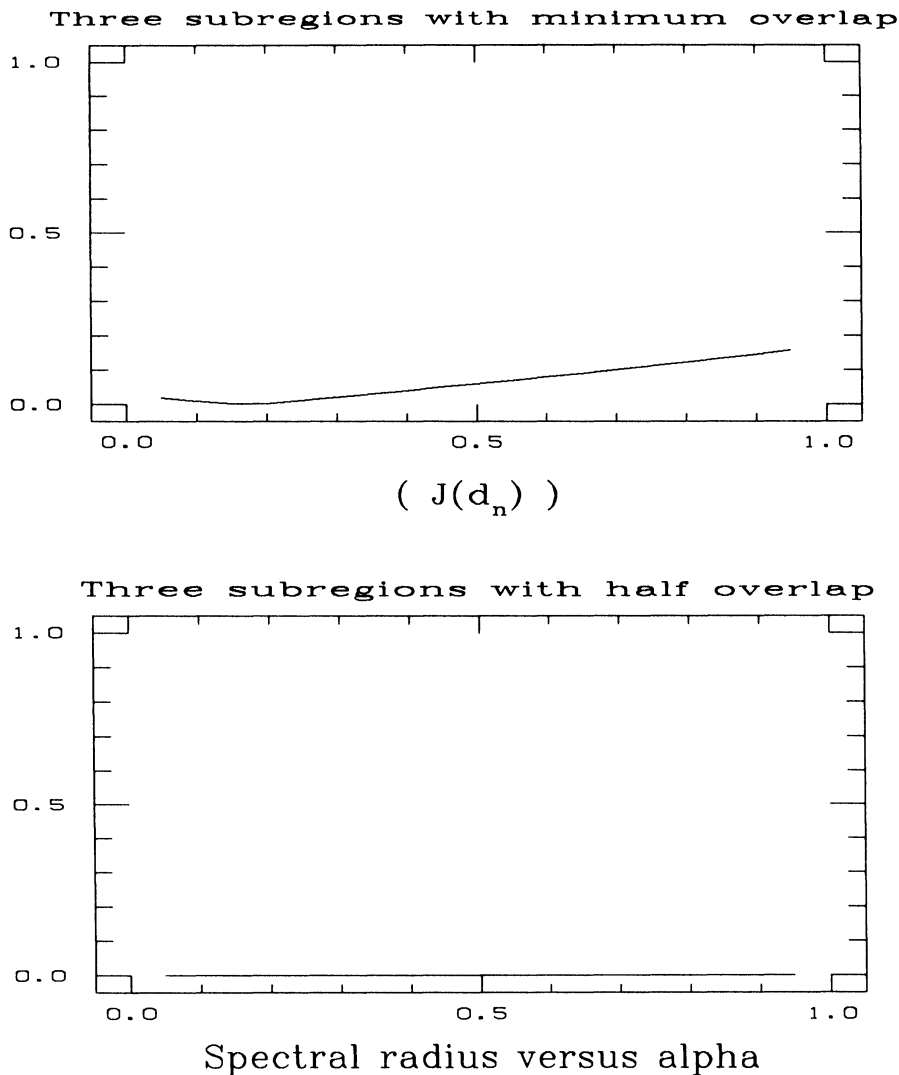 Three subregions with minimum overlap
1.0
0.5
0.0
0.0 0.5 1.0
( J(d_n) )
Three subregions with half overlap
1.0
0.5
0.0
0.0 0.5 1.0
Spectral radius versus alpha